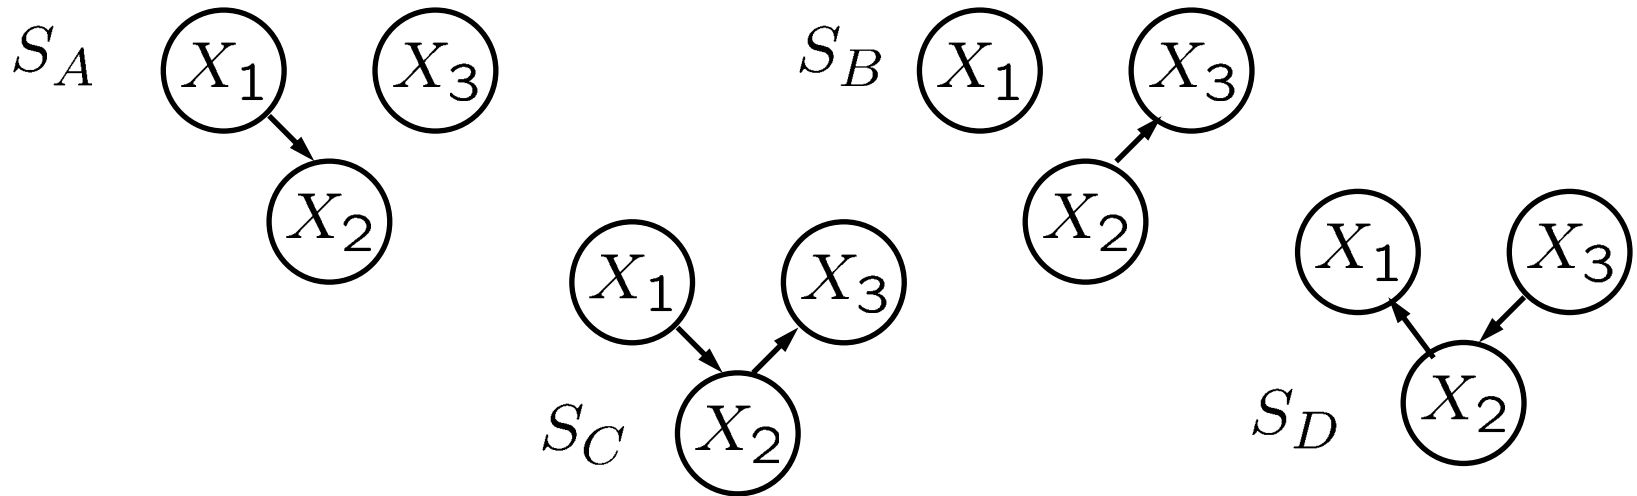 S_A X_1 X_3
X_2
S_B X_1 X_3
X_2
S_C X_1 X_3
X_2
S_D X_1 X_3
X_2